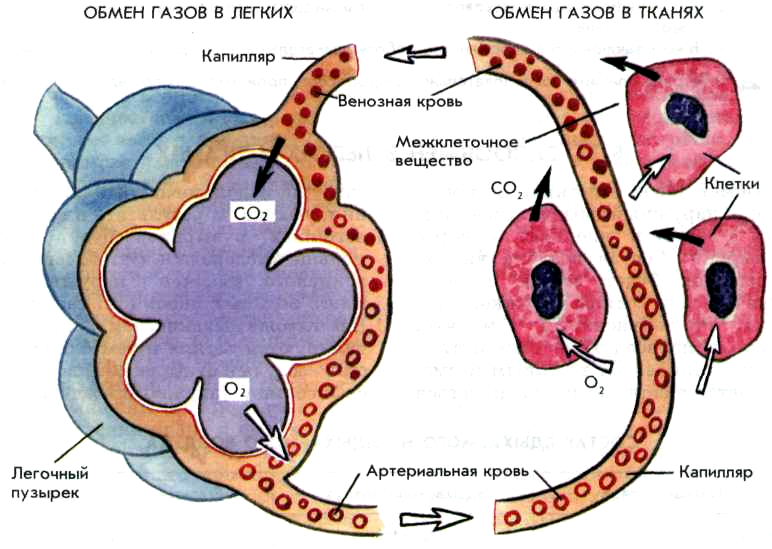 ОБМЕН ГАЗОВ В ЛЕГКИХ
ОБМЕН ГАЗОВ В ТКАНЯХ
Капилляр
Венозная кровь
Межклеточное
вещество
CO2
CO2
Клетки
O2
O2
Легочный
пузырек
Артериальная кровь
Капилляр